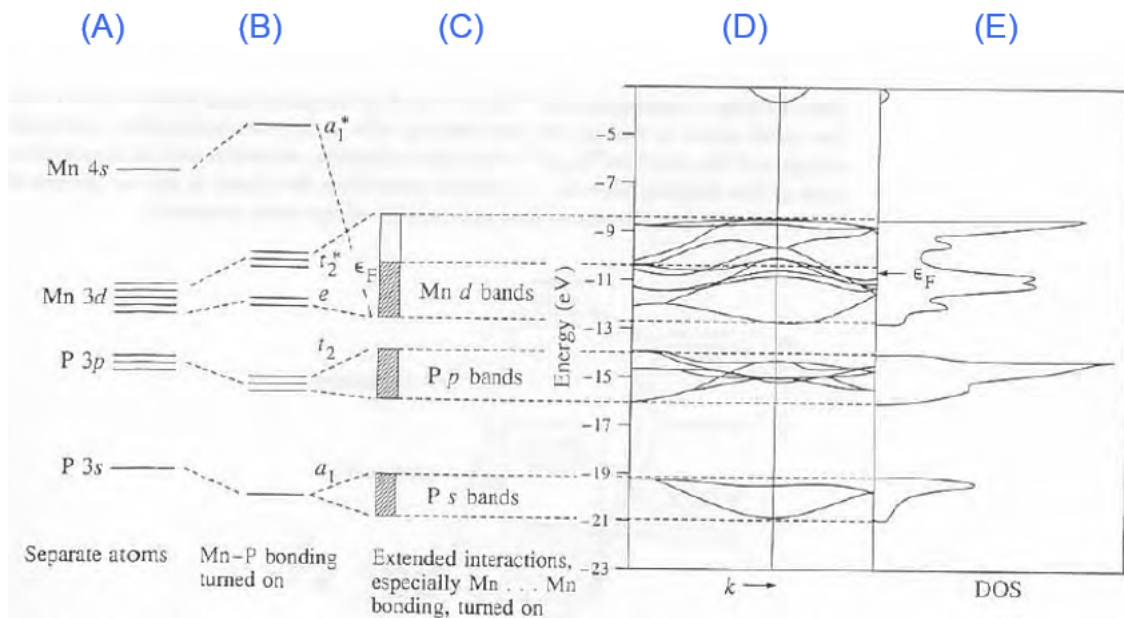 (A)
(B)
(C)
(D)
(E)
Mn 4s
Mn 3d
P 3p
P 3s
Separate atoms
a₁*
t₂*
e
t₂
a₁
Mn–P bonding
turned on
ϵF
Mn d bands
P p bands
P s bands
Extended interactions,
especially Mn . . . Mn
bonding, turned on
Energy (eV)
-5
-7
-9
-11
-13
-15
-17
-19
-21
-23
k →
ϵF
DOS